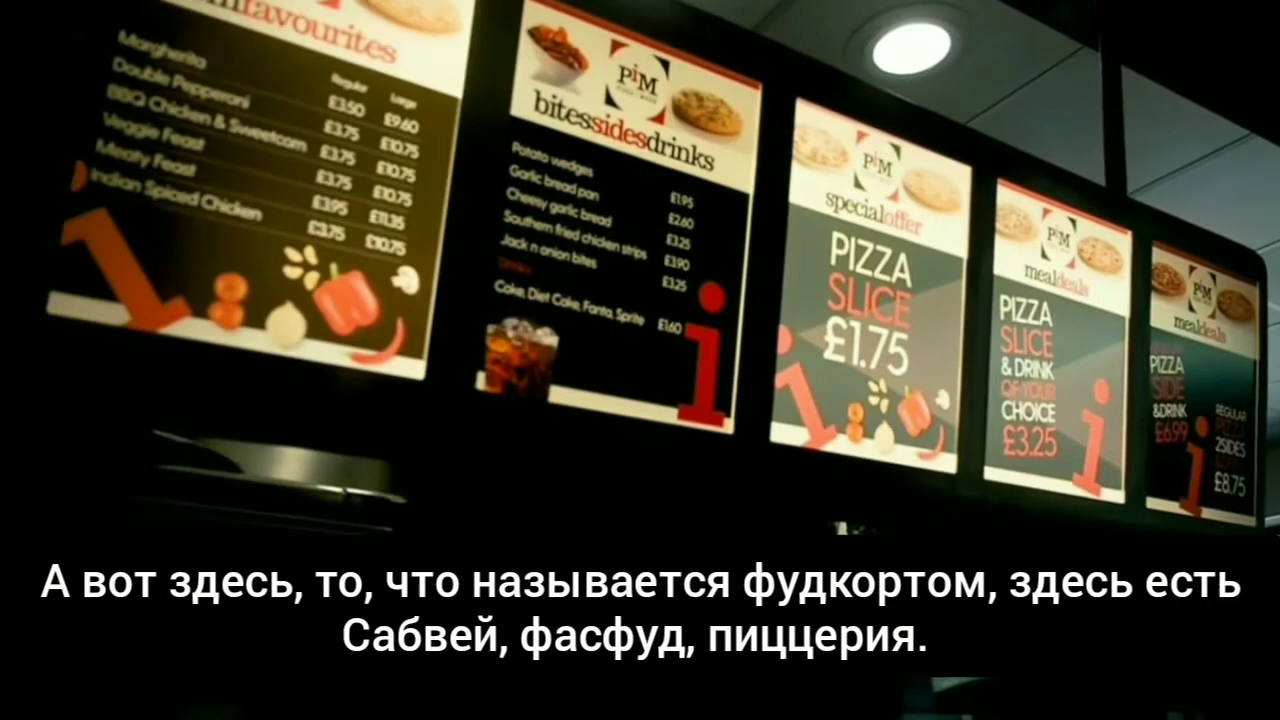 favourites
Regular Large
Margherita £3.50 £9.60
Double Pepperoni £3.75 £10.75
BBQ Chicken & Sweetcorn £3.75 £10.75
Veggie Feast £3.75 £10.75
Meaty Feast £3.95 £11.35
Indian Spiced Chicken £3.75 £10.75
PiM
bitessidesdrinks
Potato wedges £1.95
Garlic bread pan £2.60
Cheesy garlic bread £3.25
Southern fried chicken strips £3.90
Jack n onion bites £3.25
Drinks
Coke, Diet Coke, Fanta, Sprite £1.60
PiM
specialoffer
PIZZA
SLICE
£1.75
PiM
mealdeals
PIZZA
SLICE
& DRINK
OF YOUR
CHOICE
£3.25
PiM
mealdeals
PIZZA
SIDE
&DRINK
£6.99
REGULAR
PIZZA
2SIDES
£8.75
А вот здесь, то, что называется фудкортом, здесь есть
Сабвей, фасфуд, пиццерия.